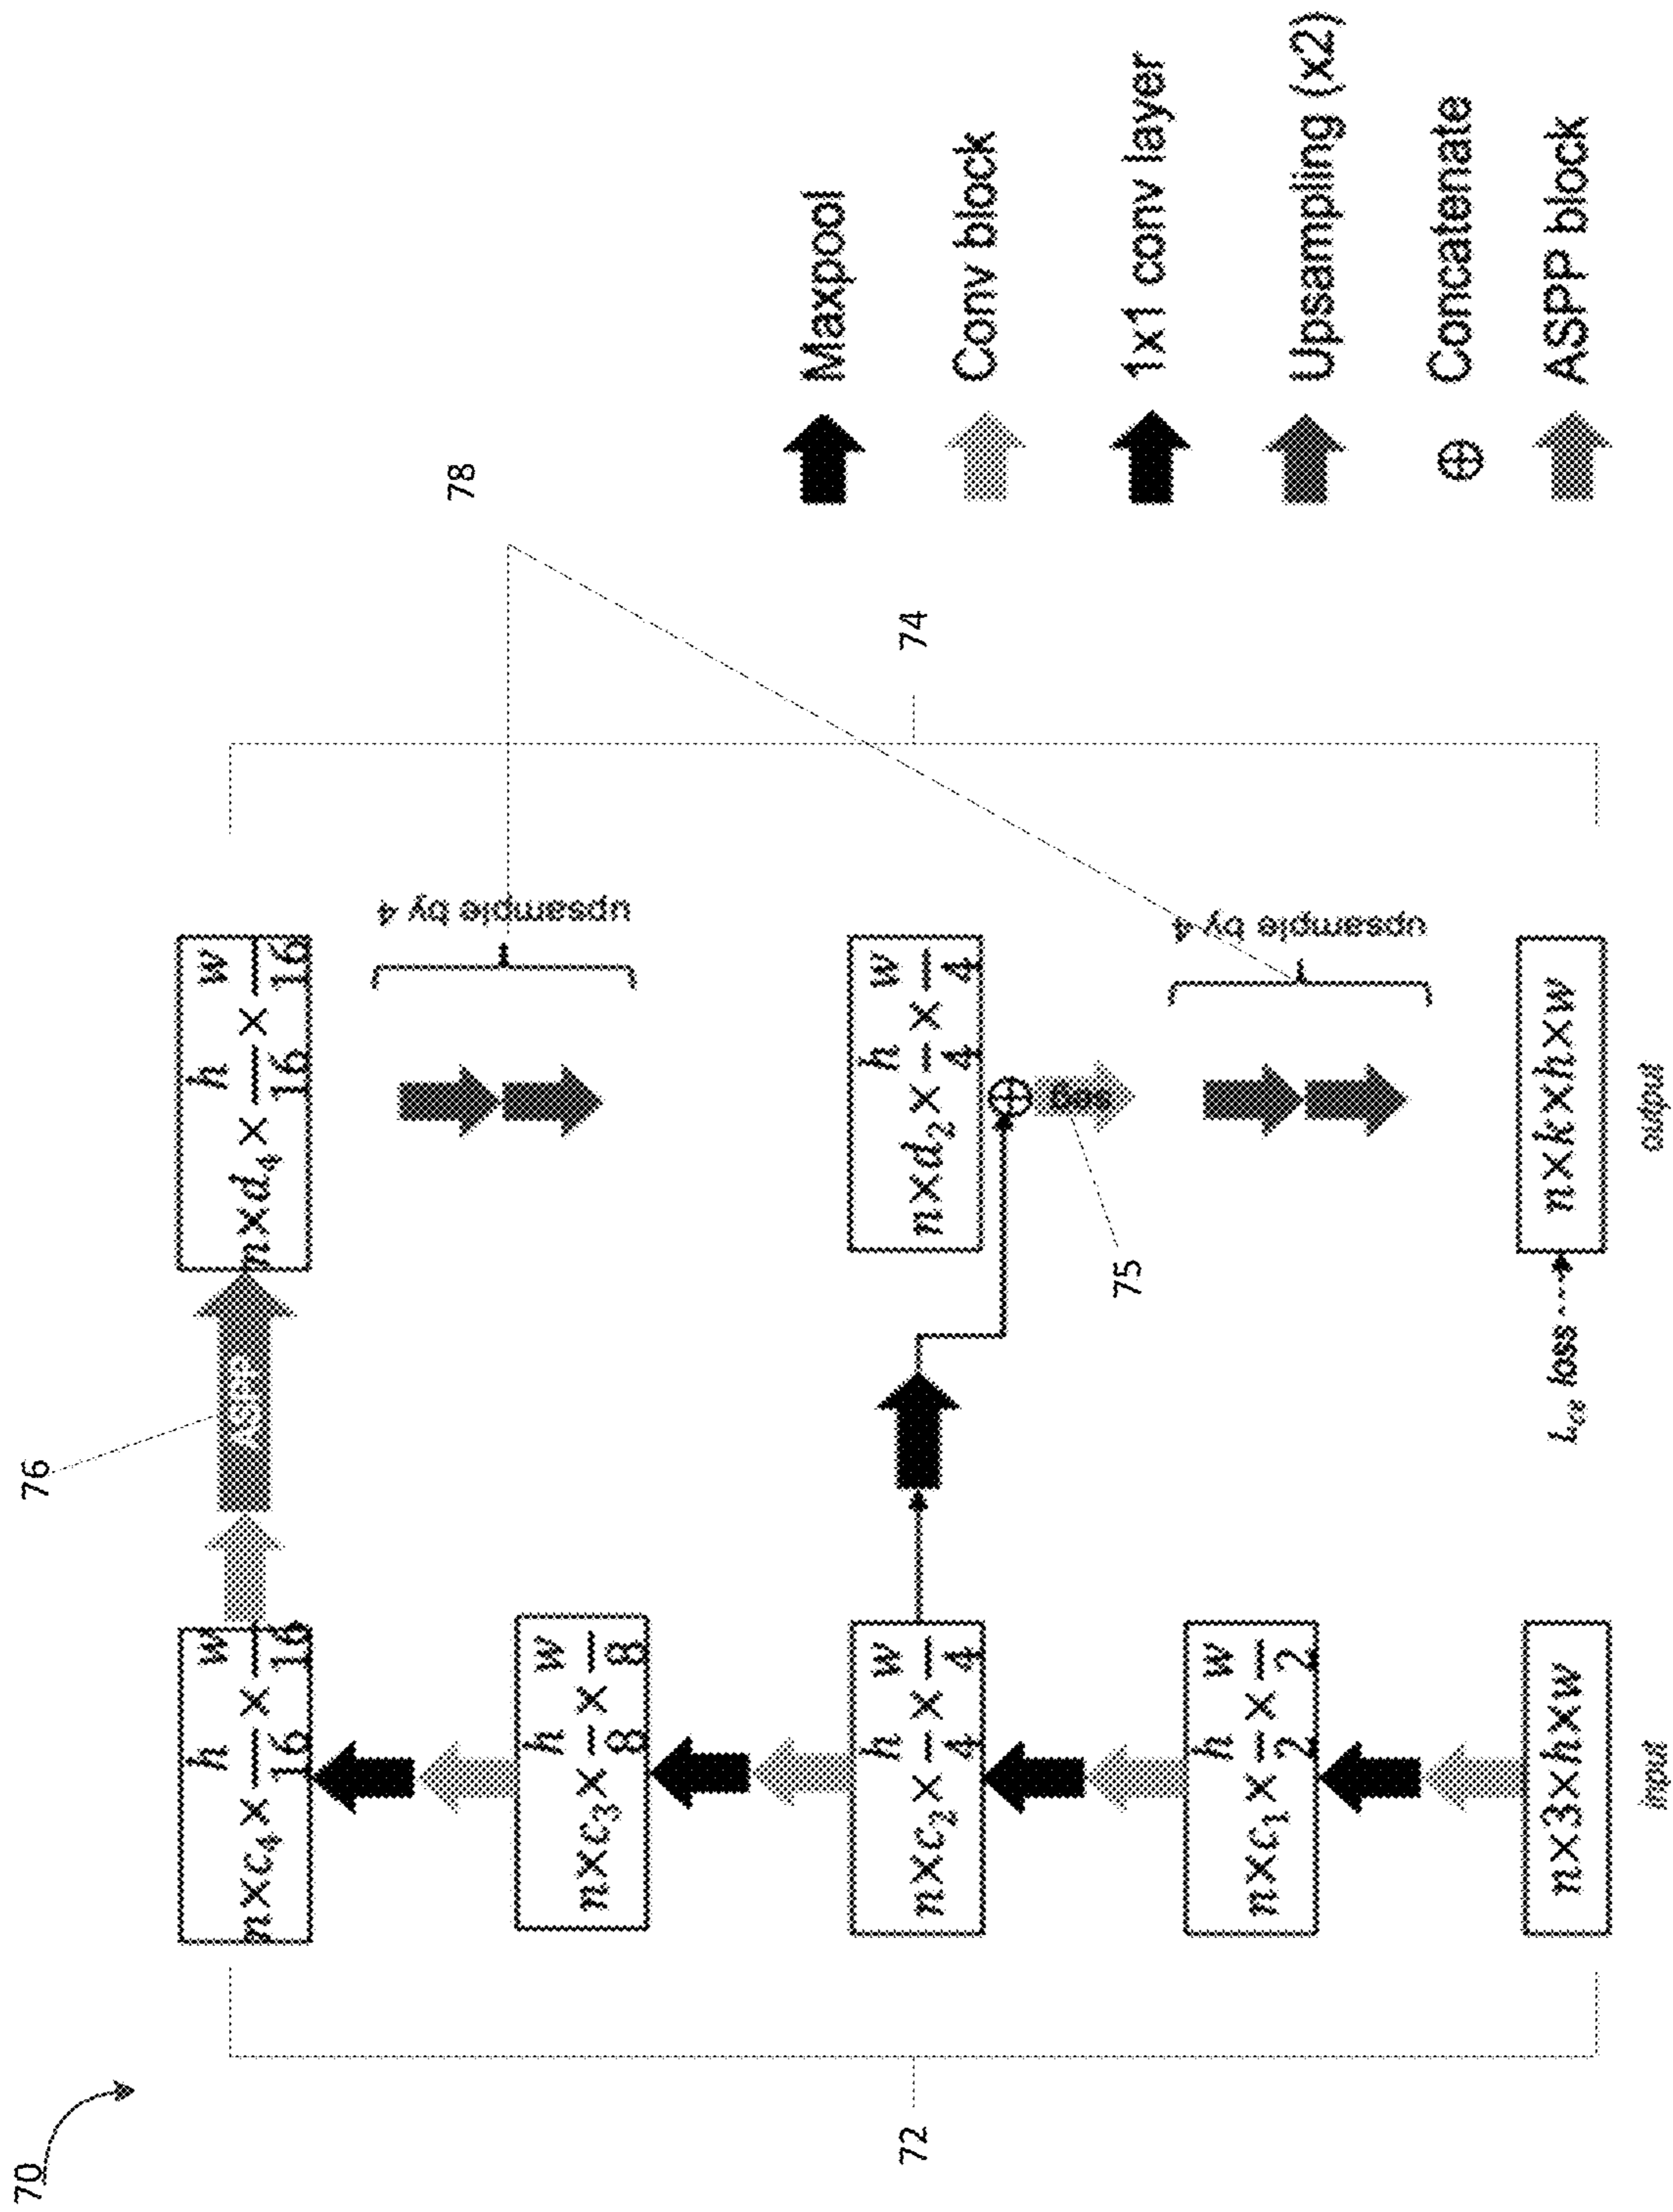 70
72
74
76
78
75
n×c₄×h/16×w/16
n×c₃×h/8×w/8
n×c₂×h/4×w/4
n×c₁×h/2×w/2
n×3×h×w
input
ASPP
n×d₄×h/16×w/16
upsample by 4
n×d₂×h/4×w/4
⊕
upsample by 4
L_ce loss
n×k×h×w
output
Maxpool
Conv block
1x1 conv layer
Upsampling (x2)
⊕ Concatenate
ASPP block